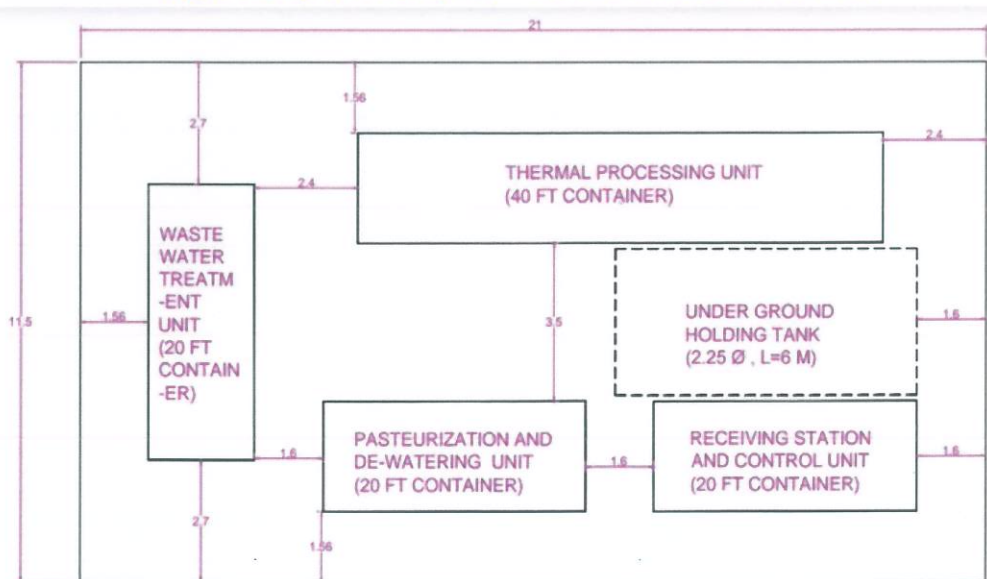 21
1.56
2.7
2.4
THERMAL PROCESSING UNIT
(40 FT CONTAINER)
2.4
WASTE
WATER
TREATM
-ENT
UNIT
(20 FT
CONTAIN
-ER)
11.5
1.56
3.5
UNDER GROUND
HOLDING TANK
(2.25 Ø , L=6 M)
1.6
PASTEURIZATION AND
DE-WATERING UNIT
(20 FT CONTAINER)
1.6
1.6
RECEIVING STATION
AND CONTROL UNIT
(20 FT CONTAINER)
1.6
2.7
1.56